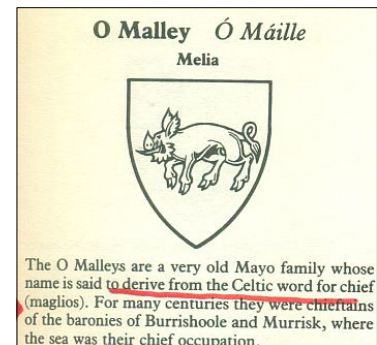 O Malley Ó Máille
Melia
The O Malleys are a very old Mayo family whose
name is said to derive from the Celtic word for chief
(maglios). For many centuries they were chieftains
of the baronies of Burrishoole and Murrisk, where
the sea was their chief occupation.